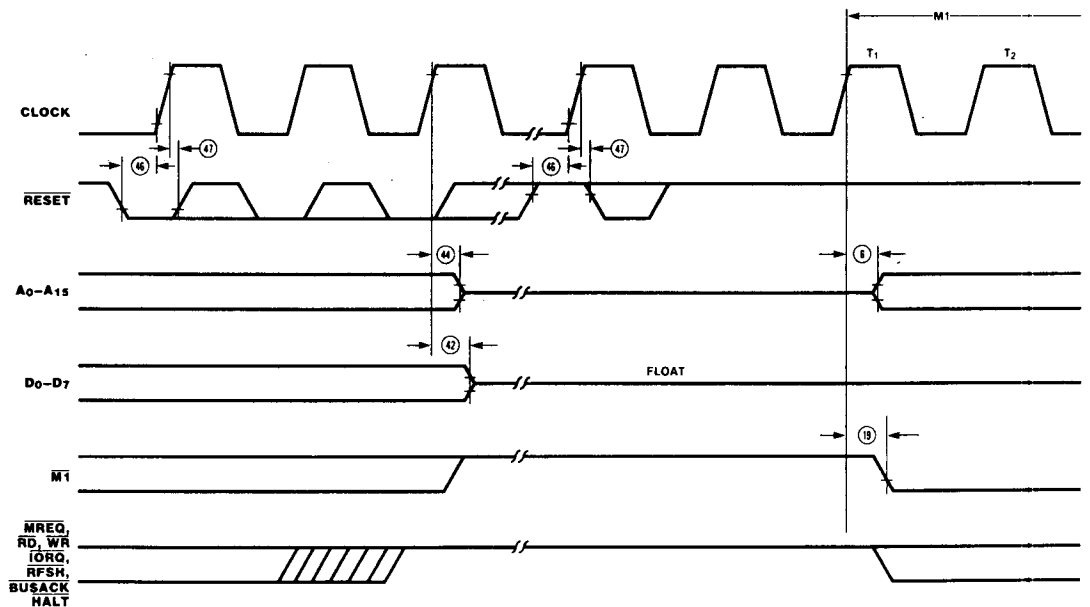 M1
T1 T2
CLOCK
47 47
46 46
RESET
44 6
A0–A15
42
D0–D7 FLOAT
19
M1
MREQ,
RD, WR
IORQ,
RFSH,
BUSACK
HALT